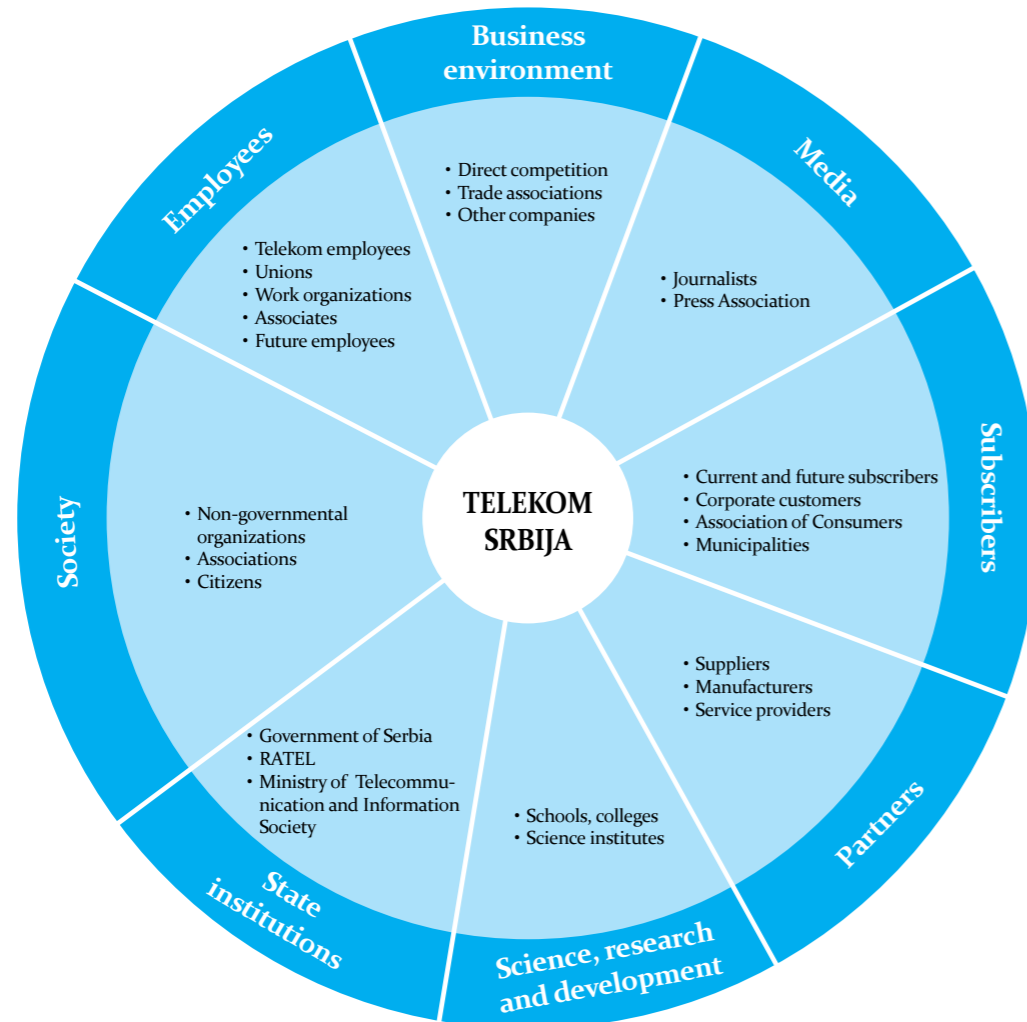 Business
environment
• Direct competition
• Trade associations
• Other companies
Media
• Journalists
• Press Association
Subscribers
• Current and future subscribers
• Corporate customers
• Association of Consumers
• Municipalities
Partners
• Suppliers
• Manufacturers
• Service providers
Science, research
and development
• Schools, colleges
• Science institutes
State
institutions
• Government of Serbia
• RATEL
• Ministry of Telecommu-
nication and Information
Society
Society
• Non-governmental
organizations
• Associations
• Citizens
Employees
• Telekom employees
• Unions
• Work organizations
• Associates
• Future employees
TELEKOM
SRBIJA